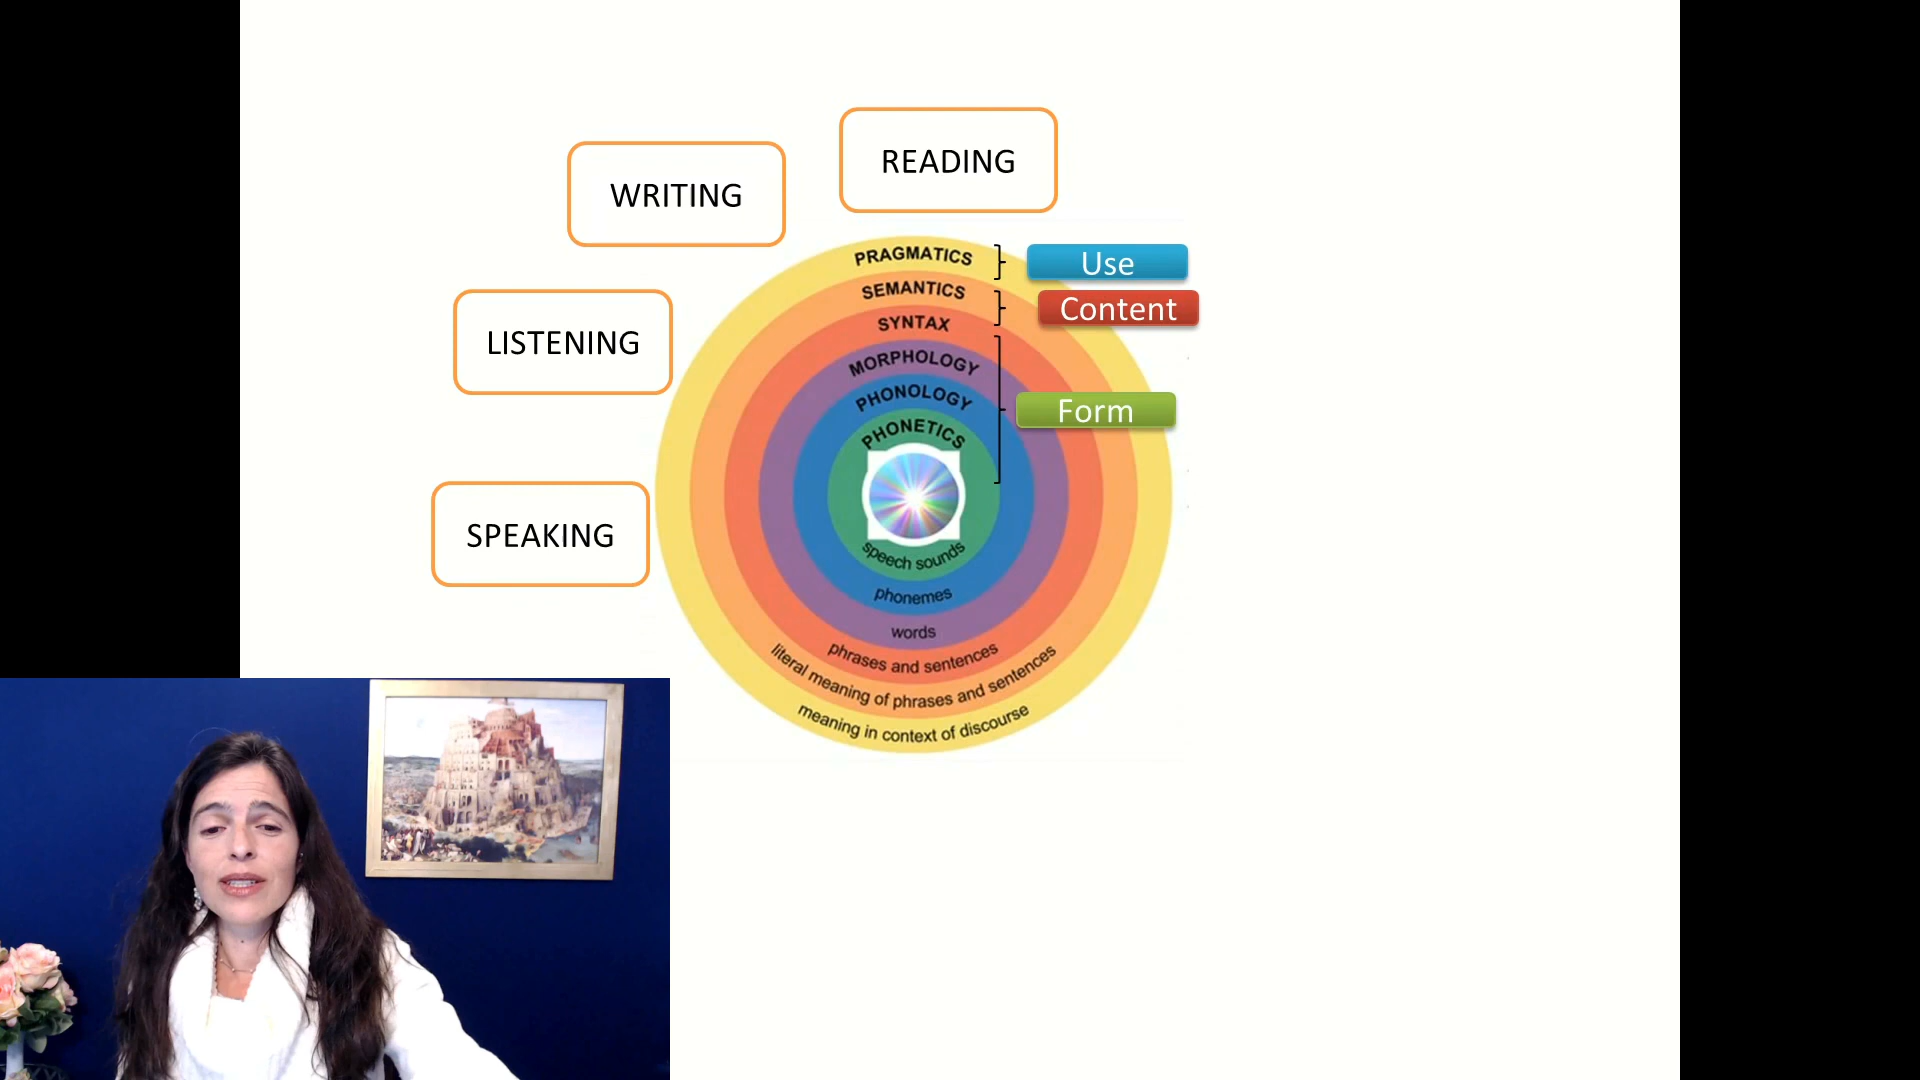 READING
WRITING
LISTENING
SPEAKING
PRAGMATICS
Use
SEMANTICS
Content
SYNTAX
MORPHOLOGY
PHONOLOGY
Form
PHONETICS
speech sounds
phonemes
words
phrases and sentences
literal meaning of phrases and sentences
meaning in context of discourse